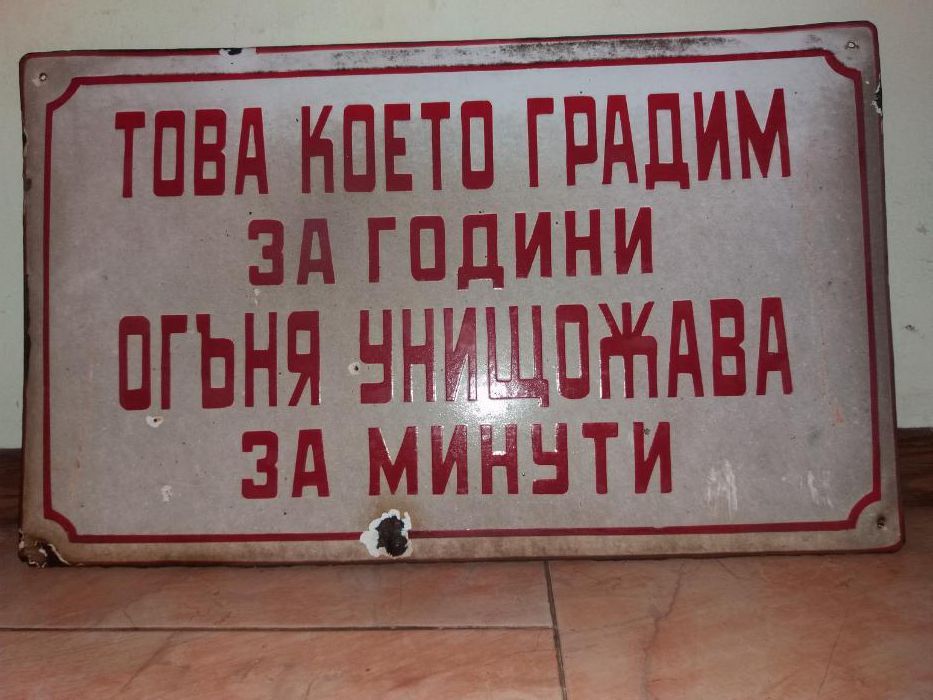 ТОВА КОЕТО ГРАДИМ
ЗА ГОДИНИ
ОГЪНЯ УНИЩОЖАВА
ЗА МИНУТИ